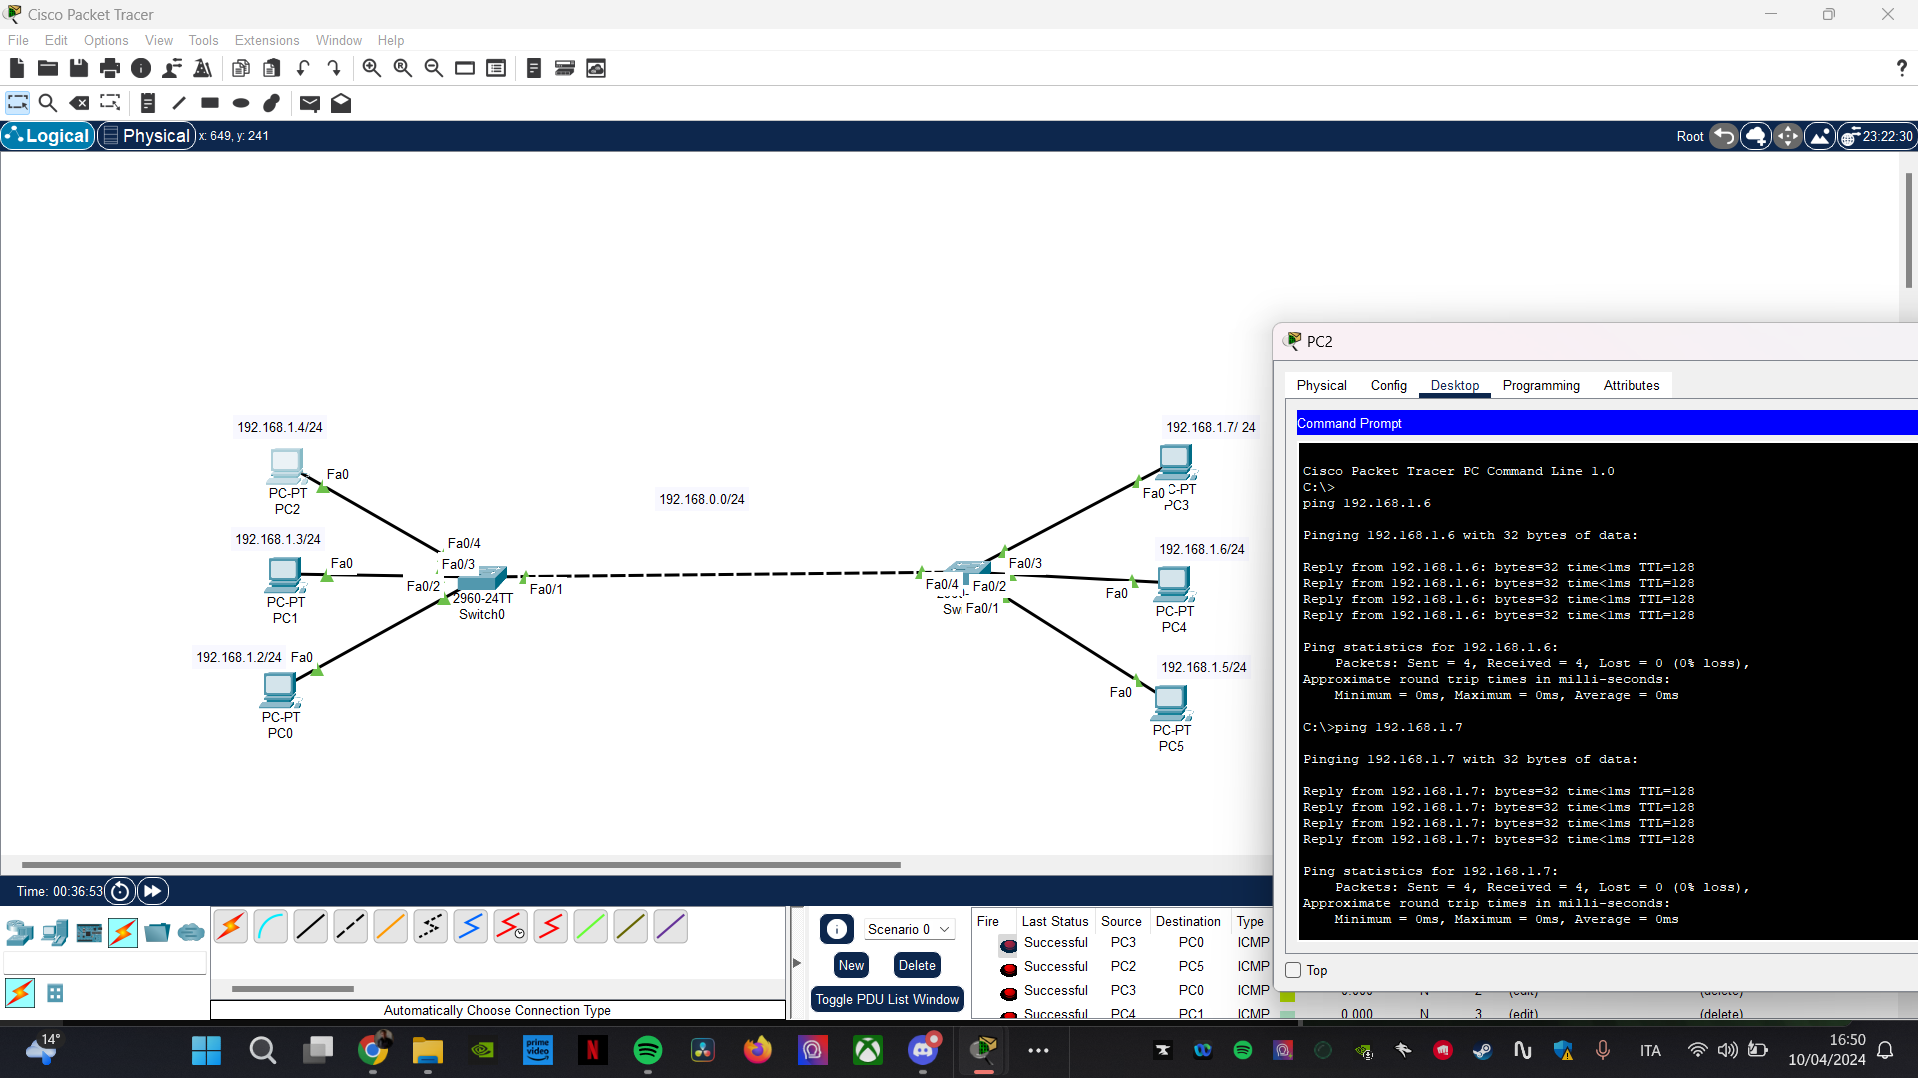 Cisco Packet Tracer
File Edit Options View Tools Extensions Window Help
Logical Physical x: 649, y: 241 Root 23:22:30
192.168.1.4/24
Fa0
PC-PT
PC2
192.168.1.3/24
Fa0
PC-PT
PC1
192.168.1.2/24 Fa0
PC-PT
PC0
Fa0/4
Fa0/3
Fa0/2
Fa0/1
2960-24TT
Switch0
192.168.0.0/24
Fa0/3
Fa0/4 Fa0/2
Sw Fa0/1
192.168.1.7/ 24
Fa0 C-PT
PC3
192.168.1.6/24
Fa0
PC-PT
PC4
192.168.1.5/24
Fa0
PC-PT
PC5
PC2
Physical Config Desktop Programming Attributes
Command Prompt
Cisco Packet Tracer PC Command Line 1.0
C:\>
ping 192.168.1.6
Pinging 192.168.1.6 with 32 bytes of data:
Reply from 192.168.1.6: bytes=32 time<1ms TTL=128
Reply from 192.168.1.6: bytes=32 time<1ms TTL=128
Reply from 192.168.1.6: bytes=32 time<1ms TTL=128
Reply from 192.168.1.6: bytes=32 time<1ms TTL=128
Ping statistics for 192.168.1.6:
Packets: Sent = 4, Received = 4, Lost = 0 (0% loss),
Approximate round trip times in milli-seconds:
Minimum = 0ms, Maximum = 0ms, Average = 0ms
C:\>ping 192.168.1.7
Pinging 192.168.1.7 with 32 bytes of data:
Reply from 192.168.1.7: bytes=32 time<1ms TTL=128
Reply from 192.168.1.7: bytes=32 time<1ms TTL=128
Reply from 192.168.1.7: bytes=32 time<1ms TTL=128
Reply from 192.168.1.7: bytes=32 time<1ms TTL=128
Ping statistics for 192.168.1.7:
Packets: Sent = 4, Received = 4, Lost = 0 (0% loss),
Approximate round trip times in milli-seconds:
Minimum = 0ms, Maximum = 0ms, Average = 0ms
Top
Time: 00:36:53
Automatically Choose Connection Type
Scenario 0
New Delete
Toggle PDU List Window
Fire Last Status Source Destination Type
Successful PC3 PC0 ICMP
Successful PC2 PC5 ICMP
Successful PC3 PC0 ICMP 0.000 N 2 (edit) (delete)
Successful PC4 PC1 ICMP 0.000 N 3 (edit) (delete)
14°
prime video
ITA
16:50
10/04/2024